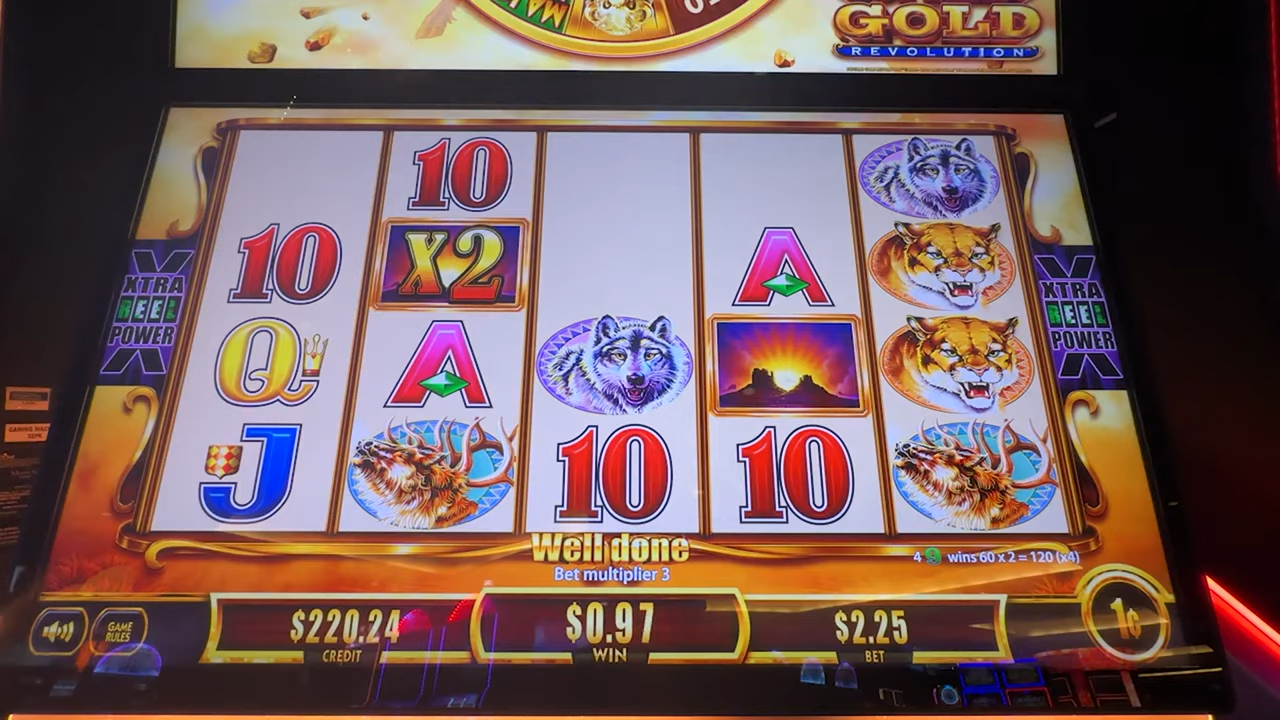 GOLD
REVOLUTION
10
10
X2
A
A
Q
J
10
10
XTRA
REEL
POWER
XTRA
REEL
POWER
Well done
Bet multiplier 3
4 9 wins 60 x 2 = 120 (x4)
GAME
RULES
$220.24
CREDIT
$0.97
WIN
$2.25
BET
1¢